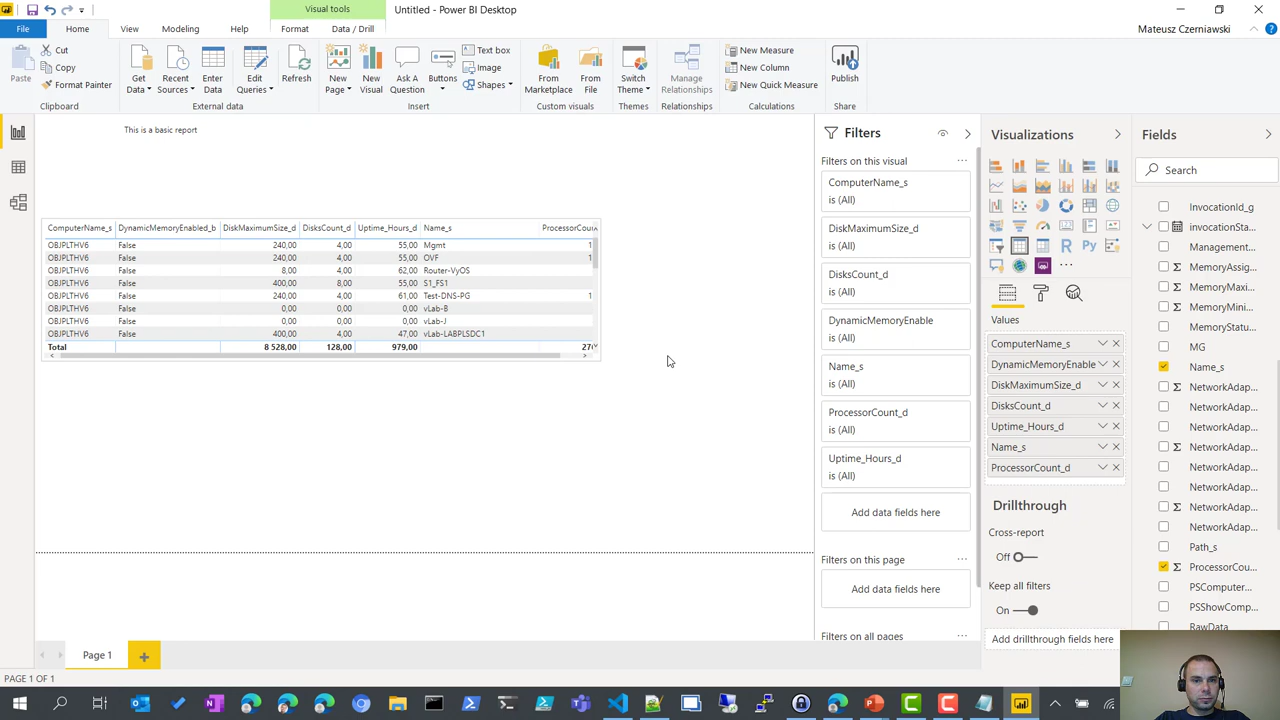 Visual tools
Untitled - Power BI Desktop
Mateusz Czerniawski
File
Home
View
Modeling
Help
Format
Data / Drill
Paste
Cut
Copy
Format Painter
Clipboard
Get Data
Recent Sources
Enter Data
Edit Queries
Refresh
External data
New Page
New Visual
Ask A Question
Buttons
Text box
Image
Shapes
Insert
From Marketplace
From File
Custom visuals
Switch Theme
Themes
Manage Relationships
Relationships
New Measure
New Column
New Quick Measure
Calculations
Publish
Share
This is a basic report
ComputerName_s DynamicMemoryEnabled_b DiskMaximumSize_d DisksCount_d Uptime_Hours_d Name_s ProcessorCou
OBJPLTHV6 False 240,00 4,00 55,00 Mgmt 1
OBJPLTHV6 False 240,00 4,00 55,00 OVF 1
OBJPLTHV6 False 8,00 4,00 62,00 Router-VyOS
OBJPLTHV6 False 400,00 8,00 55,00 S1_FS1
OBJPLTHV6 False 240,00 4,00 61,00 Test-DNS-PG 1
OBJPLTHV6 False 0,00 0,00 0,00 vLab-B
OBJPLTHV6 False 0,00 0,00 0,00 vLab-J
OBJPLTHV6 False 400,00 4,00 47,00 vLab-LABPLSDC1
Total 8 528,00 128,00 979,00 27
Filters
Filters on this visual
ComputerName_s
is (All)
DiskMaximumSize_d
is (All)
DisksCount_d
is (All)
DynamicMemoryEnable
is (All)
Name_s
is (All)
ProcessorCount_d
is (All)
Uptime_Hours_d
is (All)
Add data fields here
Filters on this page
Add data fields here
Filters on all pages
Visualizations
Values
ComputerName_s
DynamicMemoryEnable
DiskMaximumSize_d
DisksCount_d
Uptime_Hours_d
Name_s
ProcessorCount_d
Drillthrough
Cross-report
Off
Keep all filters
On
Add drillthrough fields here
Fields
Search
InvocationId_g
invocationSta...
Management...
MemoryAssig...
MemoryMaxi...
MemoryMini...
MemoryStatu...
MG
Name_s
NetworkAdap...
NetworkAdap...
NetworkAdap...
NetworkAdap...
NetworkAdap...
NetworkAdap...
NetworkAdap...
NetworkAdap...
Path_s
ProcessorCou...
PSComputer...
PSShowComp...
RawData
Page 1
PAGE 1 OF 1